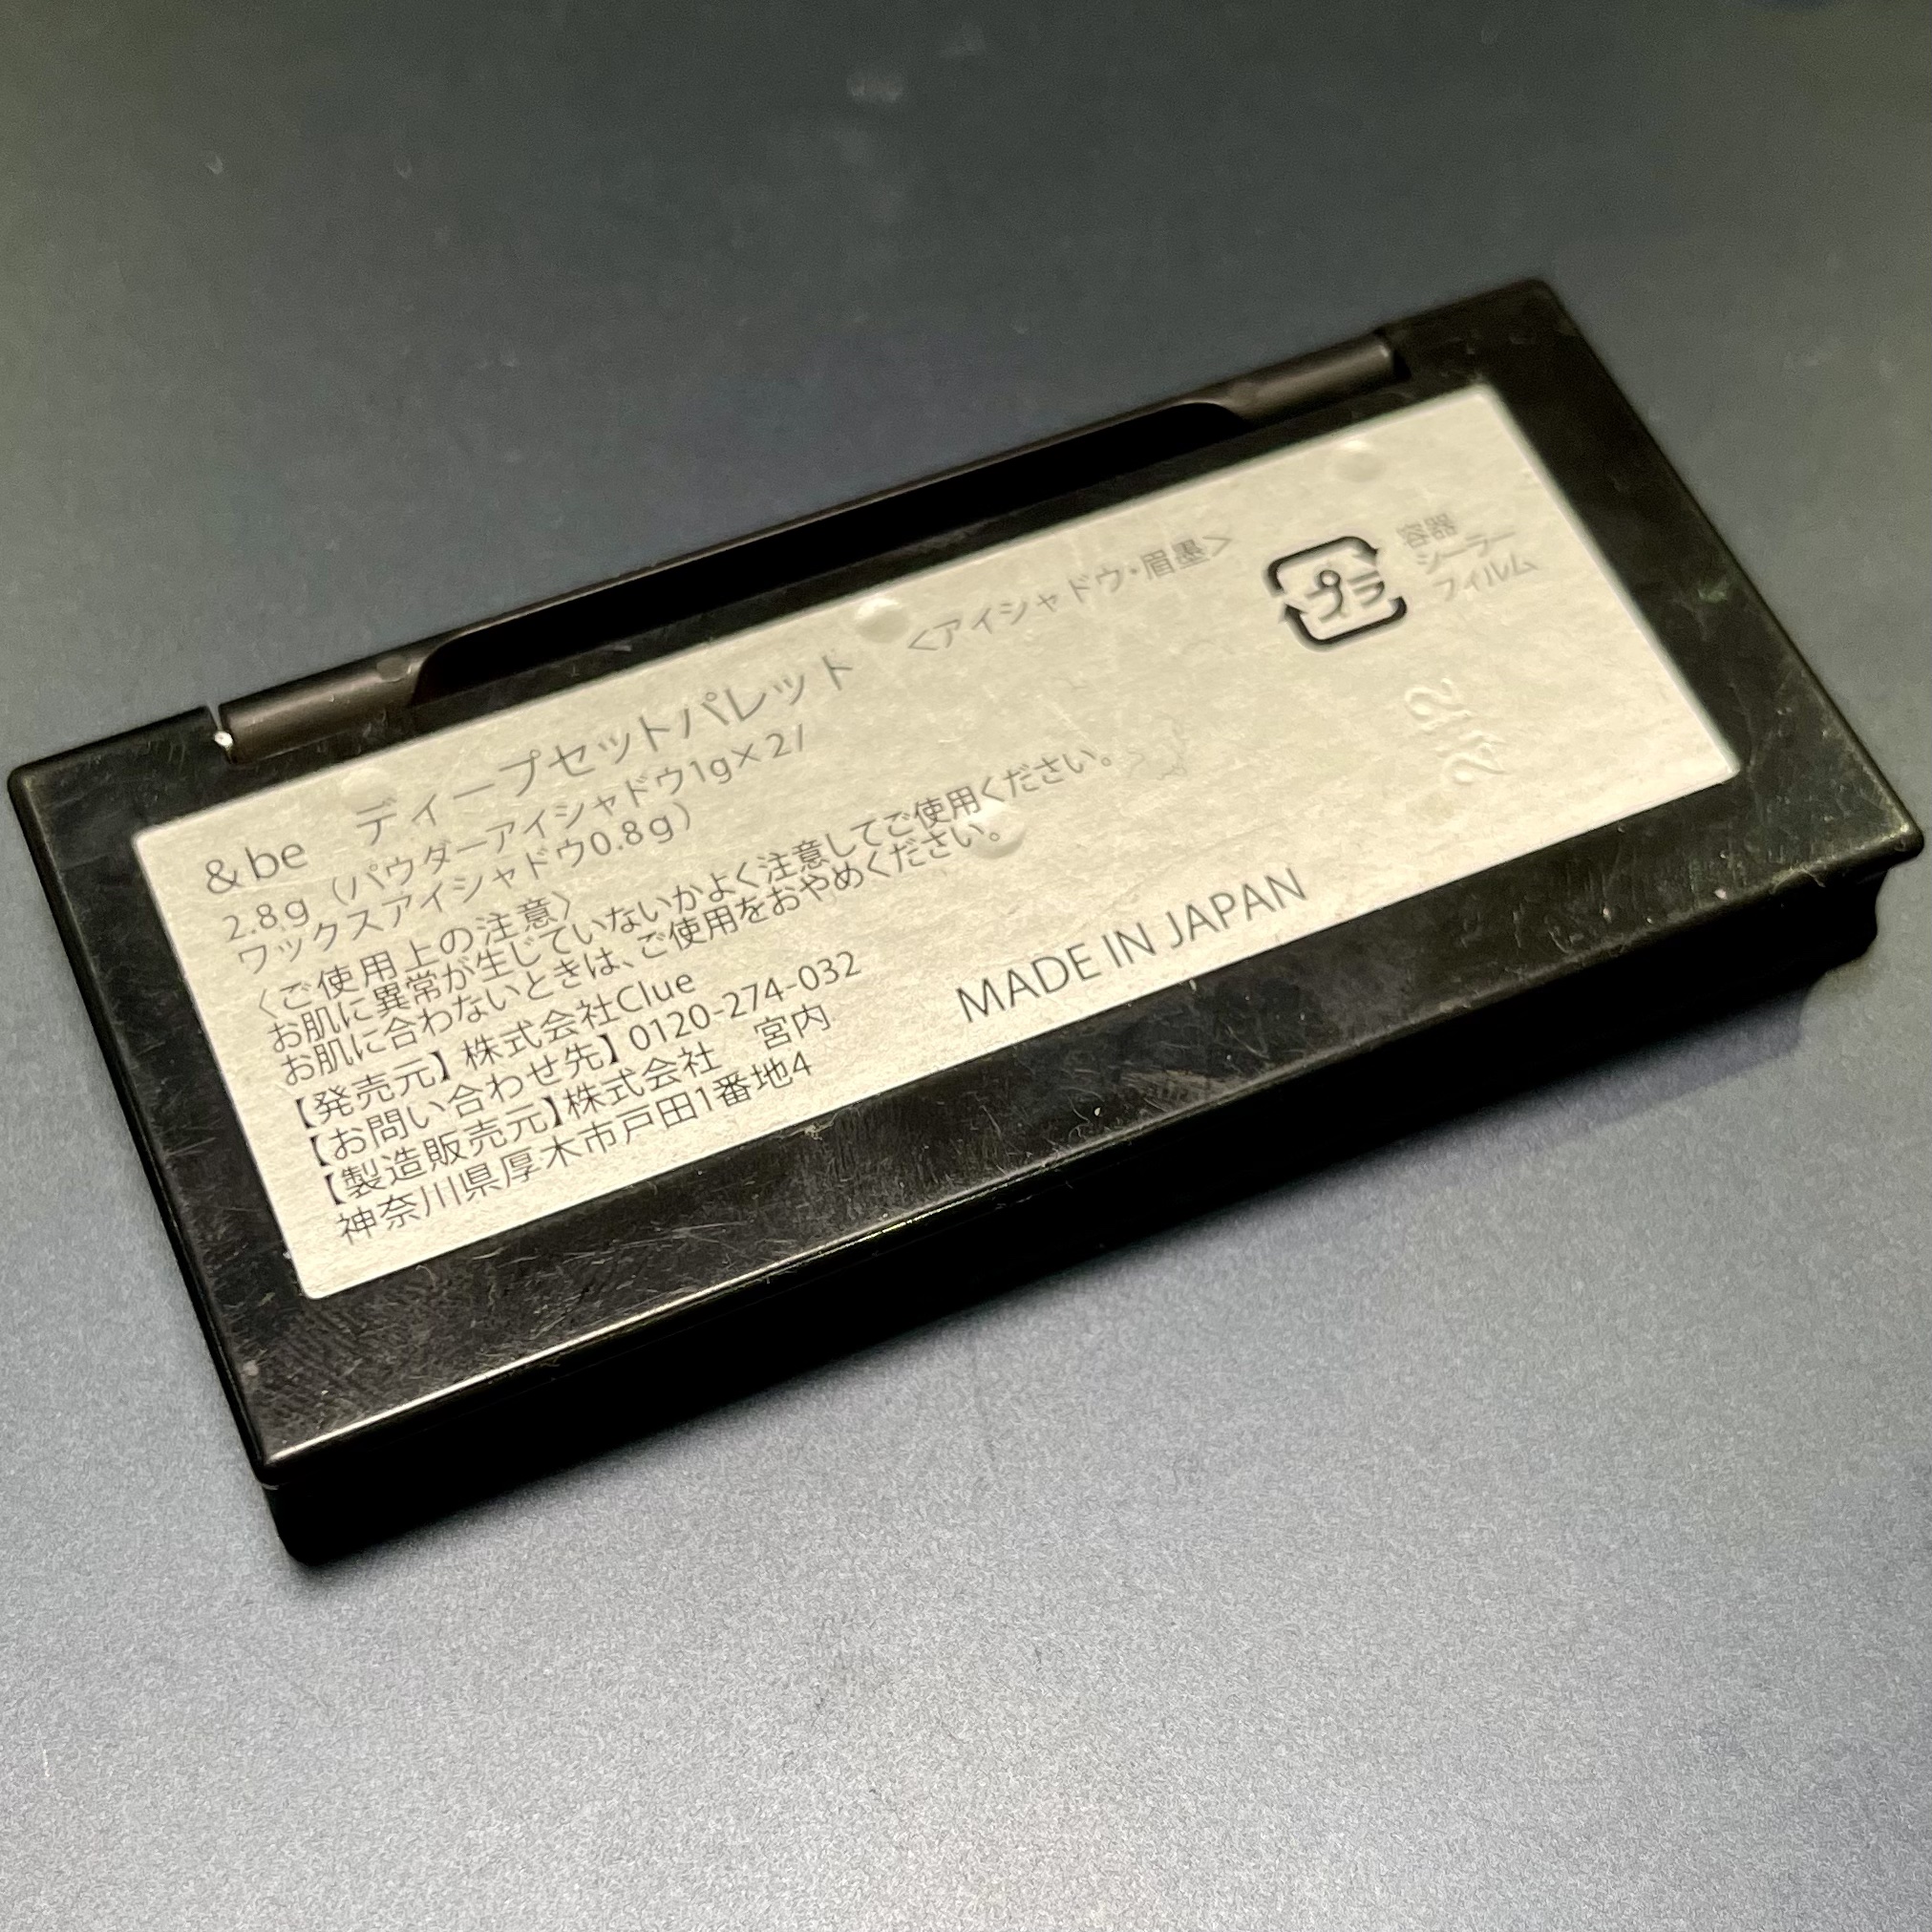 &be ディープセットパレット <アイシャドウ・眉墨>
2.8g（パウダーアイシャドウ1g×2/
ワックスアイシャドウ0.8g）
〈ご使用上の注意〉
お肌に異常が生じていないかよく注意してご使用ください。
お肌に合わないときは、ご使用をおやめください。
【発売元】株式会社Clue
【お問い合わせ先】0120-274-032
【製造販売元】株式会社 宮内
神奈川県厚木市戸田1番地4
MADE IN JAPAN
プラ
容器
シーラー
フィルム